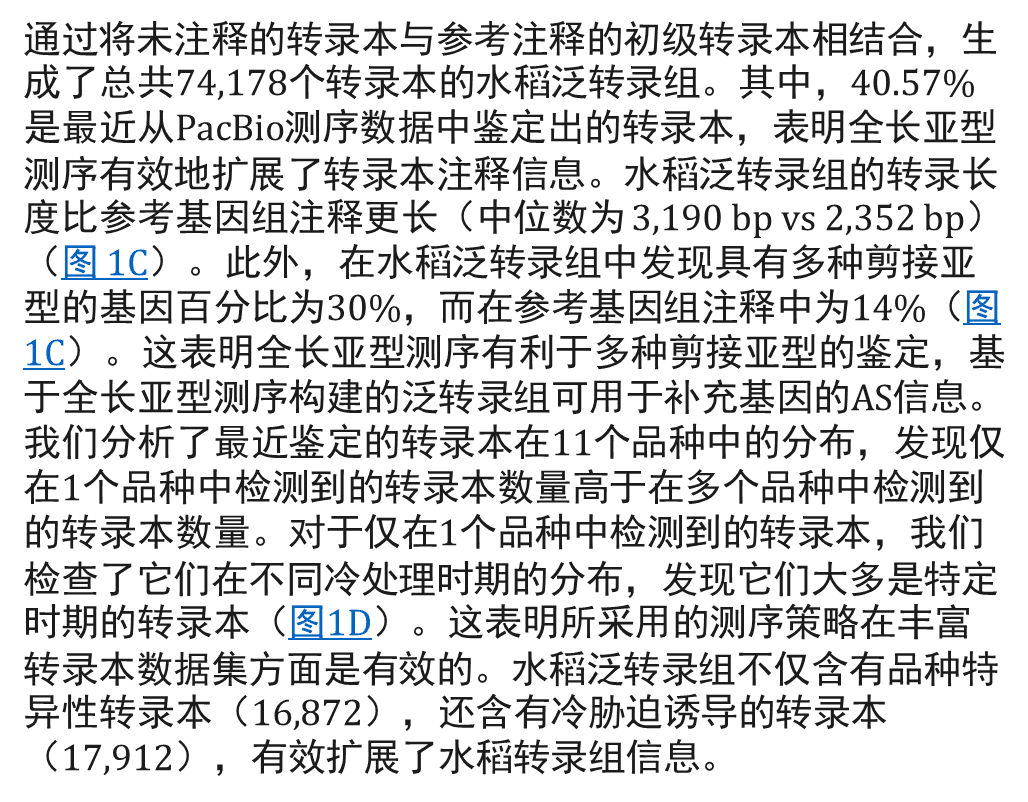 通过将未注释的转录本与参考注释的初级转录本相结合，生
成了总共74,178个转录本的水稻泛转录组。其中，40.57%
是最近从PacBio测序数据中鉴定出的转录本，表明全长亚型
测序有效地扩展了转录本注释信息。水稻泛转录组的转录长
度比参考基因组注释更长（中位数为 3,190 bp vs 2,352 bp）
（图 1C）。此外，在水稻泛转录组中发现具有多种剪接亚
型的基因百分比为30%，而在参考基因组注释中为14%（图
1C）。这表明全长亚型测序有利于多种剪接亚型的鉴定，基
于全长亚型测序构建的泛转录组可用于补充基因的AS信息。
我们分析了最近鉴定的转录本在11个品种中的分布，发现仅
在1个品种中检测到的转录本数量高于在多个品种中检测到
的转录本数量。对于仅在1个品种中检测到的转录本，我们
检查了它们在不同冷处理时期的分布，发现它们大多是特定
时期的转录本（图1D）。这表明所采用的测序策略在丰富
转录本数据集方面是有效的。水稻泛转录组不仅含有品种特
异性转录本（16,872），还含有冷胁迫诱导的转录本
（17,912），有效扩展了水稻转录组信息。